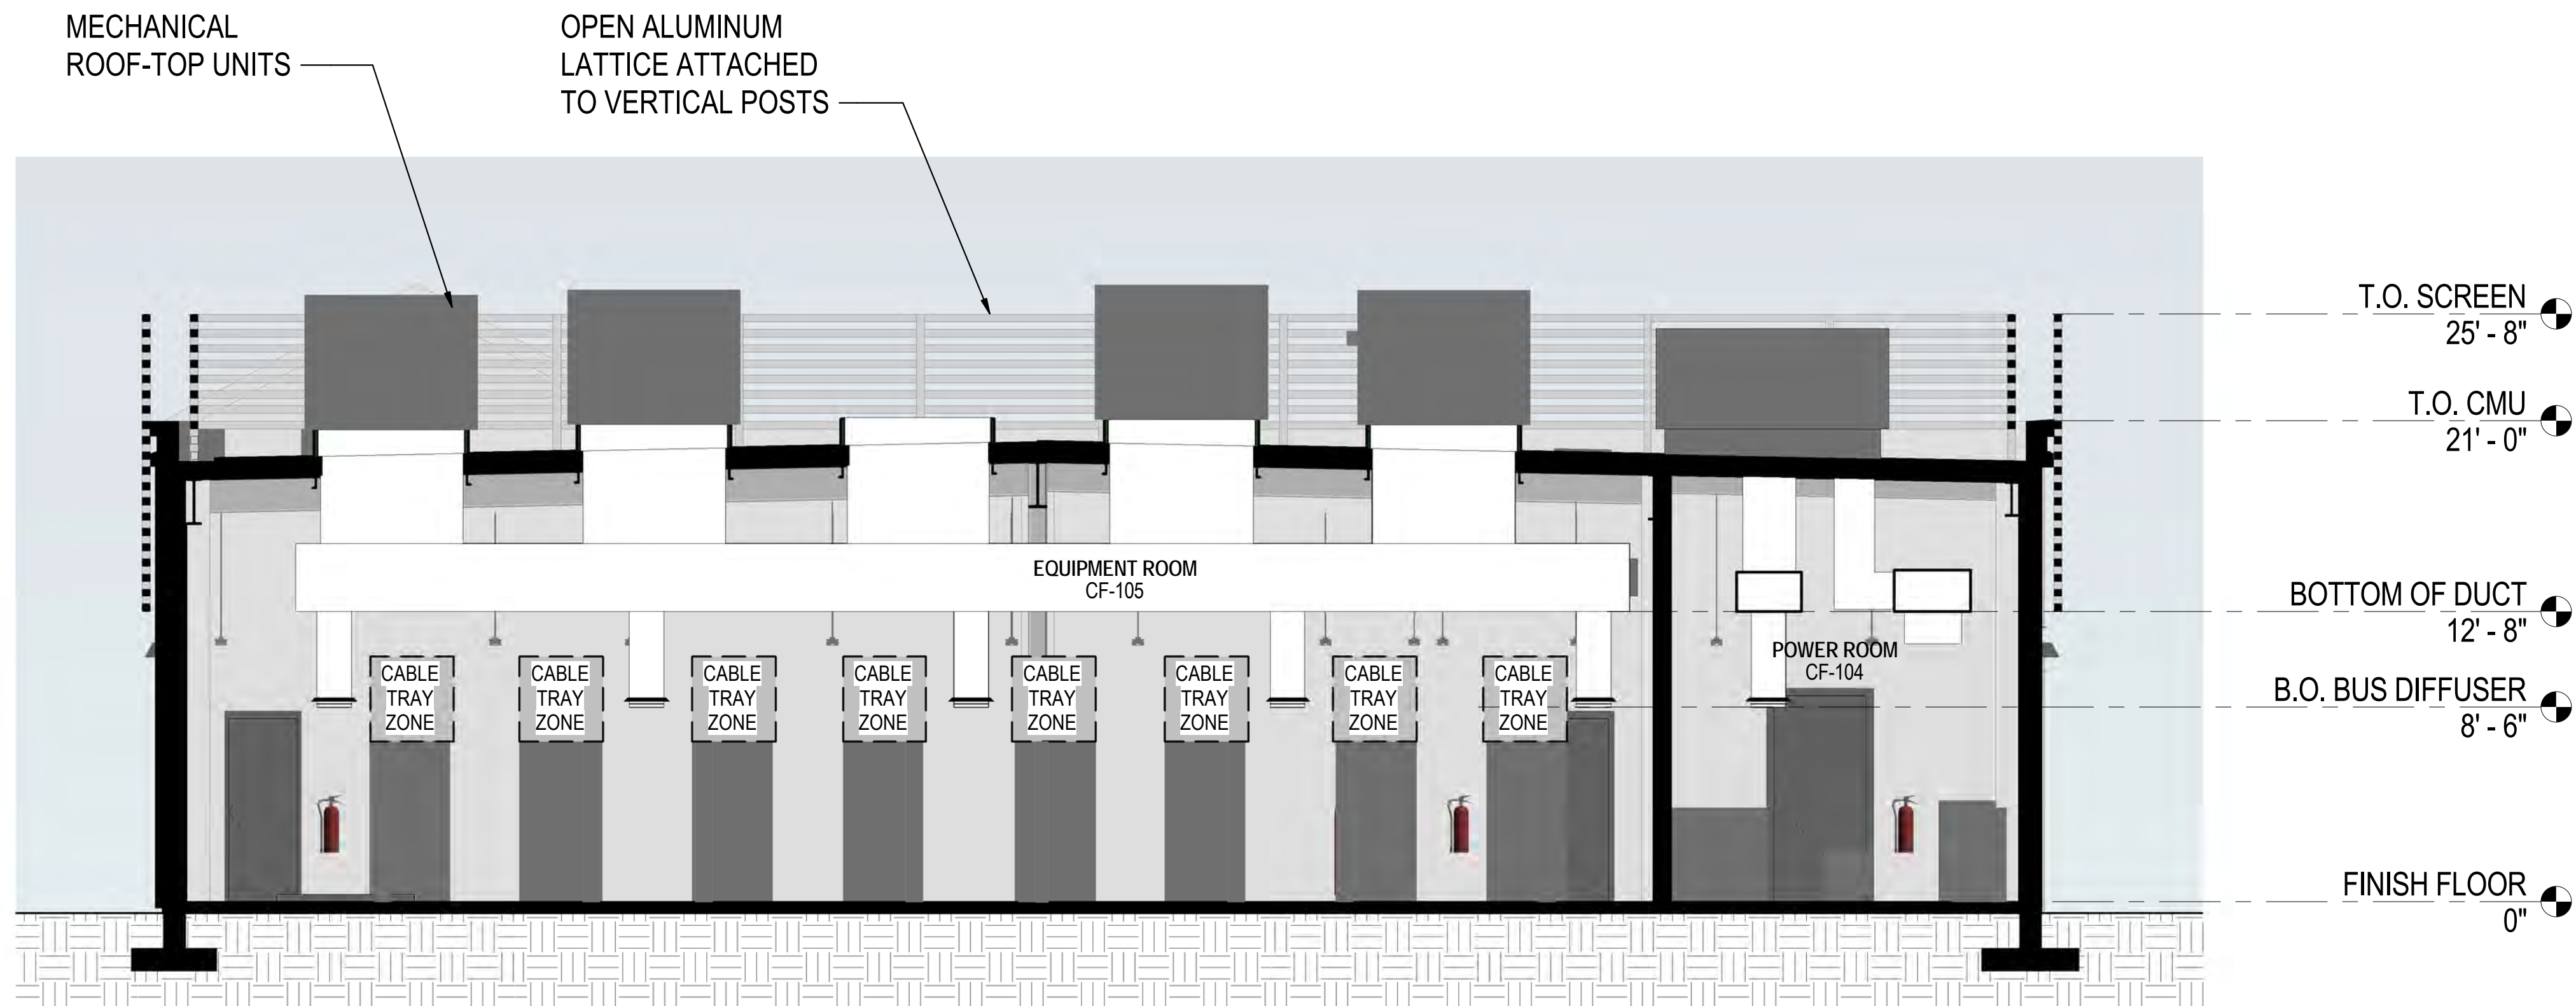 MECHANICAL
ROOF-TOP UNITS
OPEN ALUMINUM
LATTICE ATTACHED
TO VERTICAL POSTS
T.O. SCREEN
25' - 8"
T.O. CMU
21' - 0"
EQUIPMENT ROOM
CF-105
BOTTOM OF DUCT
12' - 8"
POWER ROOM
CF-104
CABLE
TRAY
ZONE
CABLE
TRAY
ZONE
CABLE
TRAY
ZONE
CABLE
TRAY
ZONE
CABLE
TRAY
ZONE
CABLE
TRAY
ZONE
CABLE
TRAY
ZONE
CABLE
TRAY
ZONE
B.O. BUS DIFFUSER
8' - 6"
FINISH FLOOR
0"